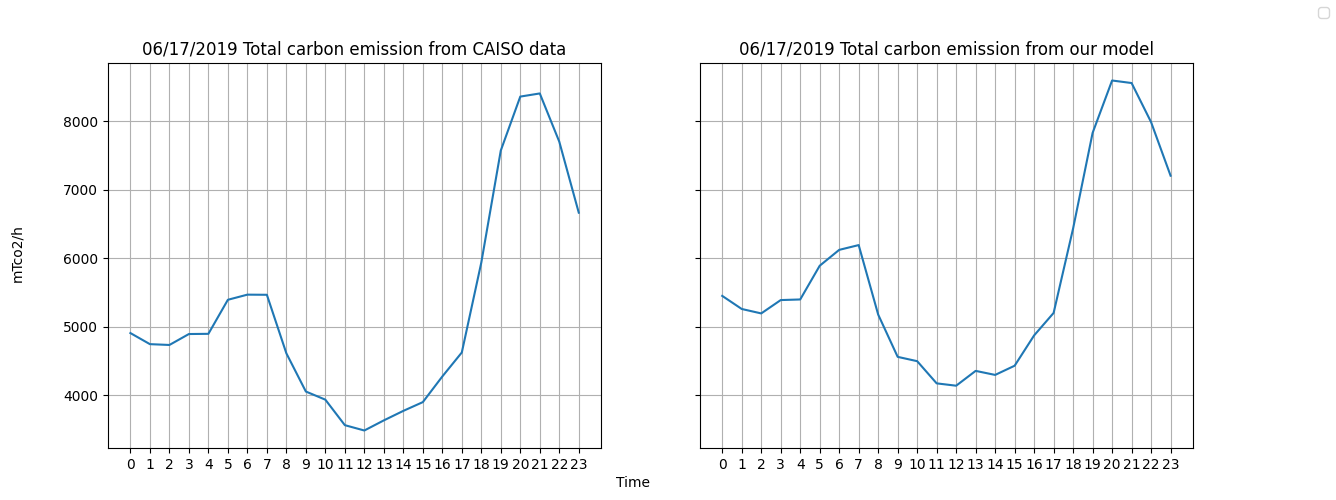 06/17/2019 Total carbon emission from CAISO data
06/17/2019 Total carbon emission from our model
8000
7000
6000
5000
4000
mTco2/h
0 1 2 3 4 5 6 7 8 9 10 11 12 13 14 15 16 17 18 19 20 21 22 23
0 1 2 3 4 5 6 7 8 9 10 11 12 13 14 15 16 17 18 19 20 21 22 23
Time